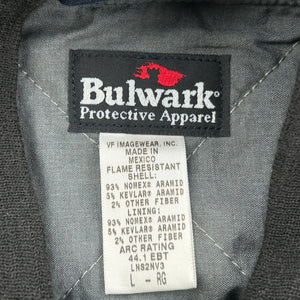 Bulwark®
Protective Apparel
VF IMAGEWEAR, INC.
MADE IN
MEXICO
FLAME RESISTANT
SHELL:
93% NOMEX® ARAMID
5% KEVLAR® ARAMID
2% OTHER FIBER
LINING:
93% NOMEX® ARAMID
5% KEVLAR® ARAMID
2% OTHER FIBER
ARC RATING
44.1 EBT
LNS2NV3
L - RG